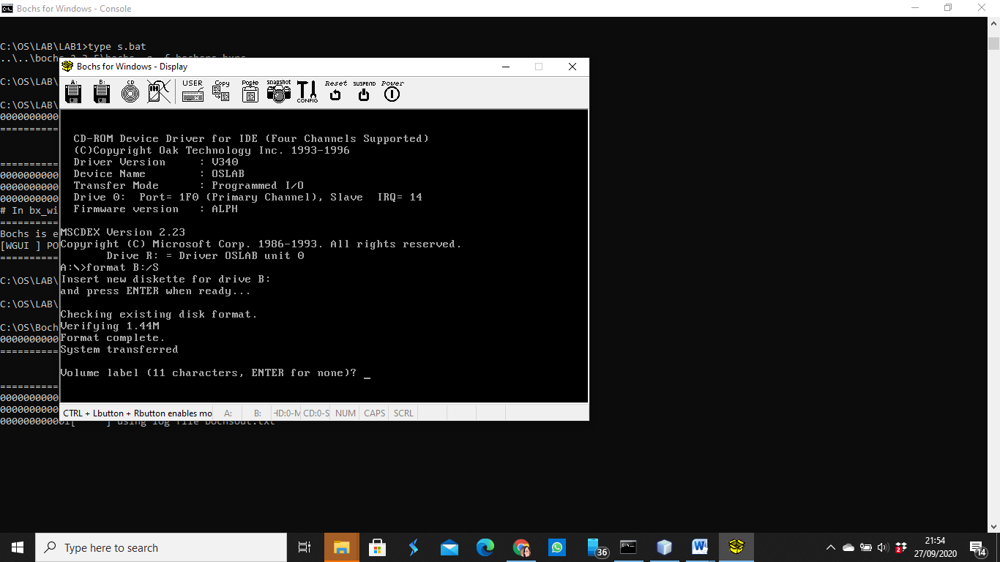 Bochs for Windows - Console
C:\OS\LAB\LAB1>type s.bat
C:\OS\LAB\
Bochs for Windows - Display
A: B: CD USER Copy Paste snapshot CONFIG Reset SUSPEND Power
C:\OS\LAB\
0000000000
============
CD-ROM Device Driver for IDE (Four Channels Supported)
(C)Copyright Oak Technology Inc. 1993-1996
Driver Version : V340
Device Name : OSLAB
Transfer Mode : Programmed I/O
Drive 0: Port= 1F0 (Primary Channel), Slave IRQ= 14
Firmware version : ALPH
============
0000000000
0000000000
0000000000
# In bx_wi
============
Bochs is e
[WGUI ] PO
============
MSCDEX Version 2.23
Copyright (C) Microsoft Corp. 1986-1993. All rights reserved.
Drive R: = Driver OSLAB unit 0
A:\>format B:/S
Insert new diskette for drive B:
and press ENTER when ready...
Checking existing disk format.
Verifying 1.44M
Format complete.
System transferred
Volume label (11 characters, ENTER for none)? _
C:\OS\LAB\
C:\OS\LAB\
C:\OS\Boch
0000000000
============
============
0000000000
0000000000
CTRL + Lbutton + Rbutton enables mo A: B: HD:0-M CD:0-S NUM CAPS SCRL
00000000001[ ] using log file bochsout.txt
Type here to search
36
2
21:54
27/09/2020
14